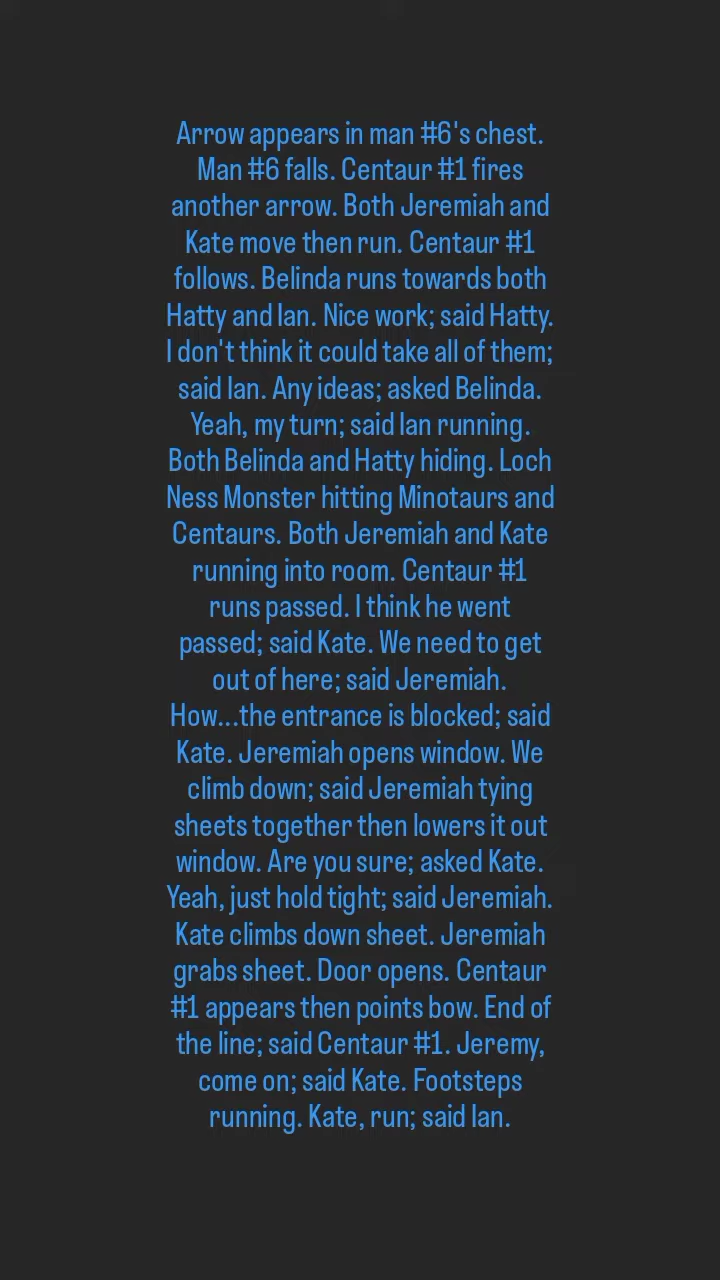 Arrow appears in man #6's chest.
Man #6 falls. Centaur #1 fires
another arrow. Both Jeremiah and
Kate move then run. Centaur #1
follows. Belinda runs towards both
Hatty and Ian. Nice work; said Hatty.
I don't think it could take all of them;
said Ian. Any ideas; asked Belinda.
Yeah, my turn; said Ian running.
Both Belinda and Hatty hiding. Loch
Ness Monster hitting Minotaurs and
Centaurs. Both Jeremiah and Kate
running into room. Centaur #1
runs passed. I think he went
passed; said Kate. We need to get
out of here; said Jeremiah.
How...the entrance is blocked; said
Kate. Jeremiah opens window. We
climb down; said Jeremiah tying
sheets together then lowers it out
window. Are you sure; asked Kate.
Yeah, just hold tight; said Jeremiah.
Kate climbs down sheet. Jeremiah
grabs sheet. Door opens. Centaur
#1 appears then points bow. End of
the line; said Centaur #1. Jeremy,
come on; said Kate. Footsteps
running. Kate, run; said Ian.